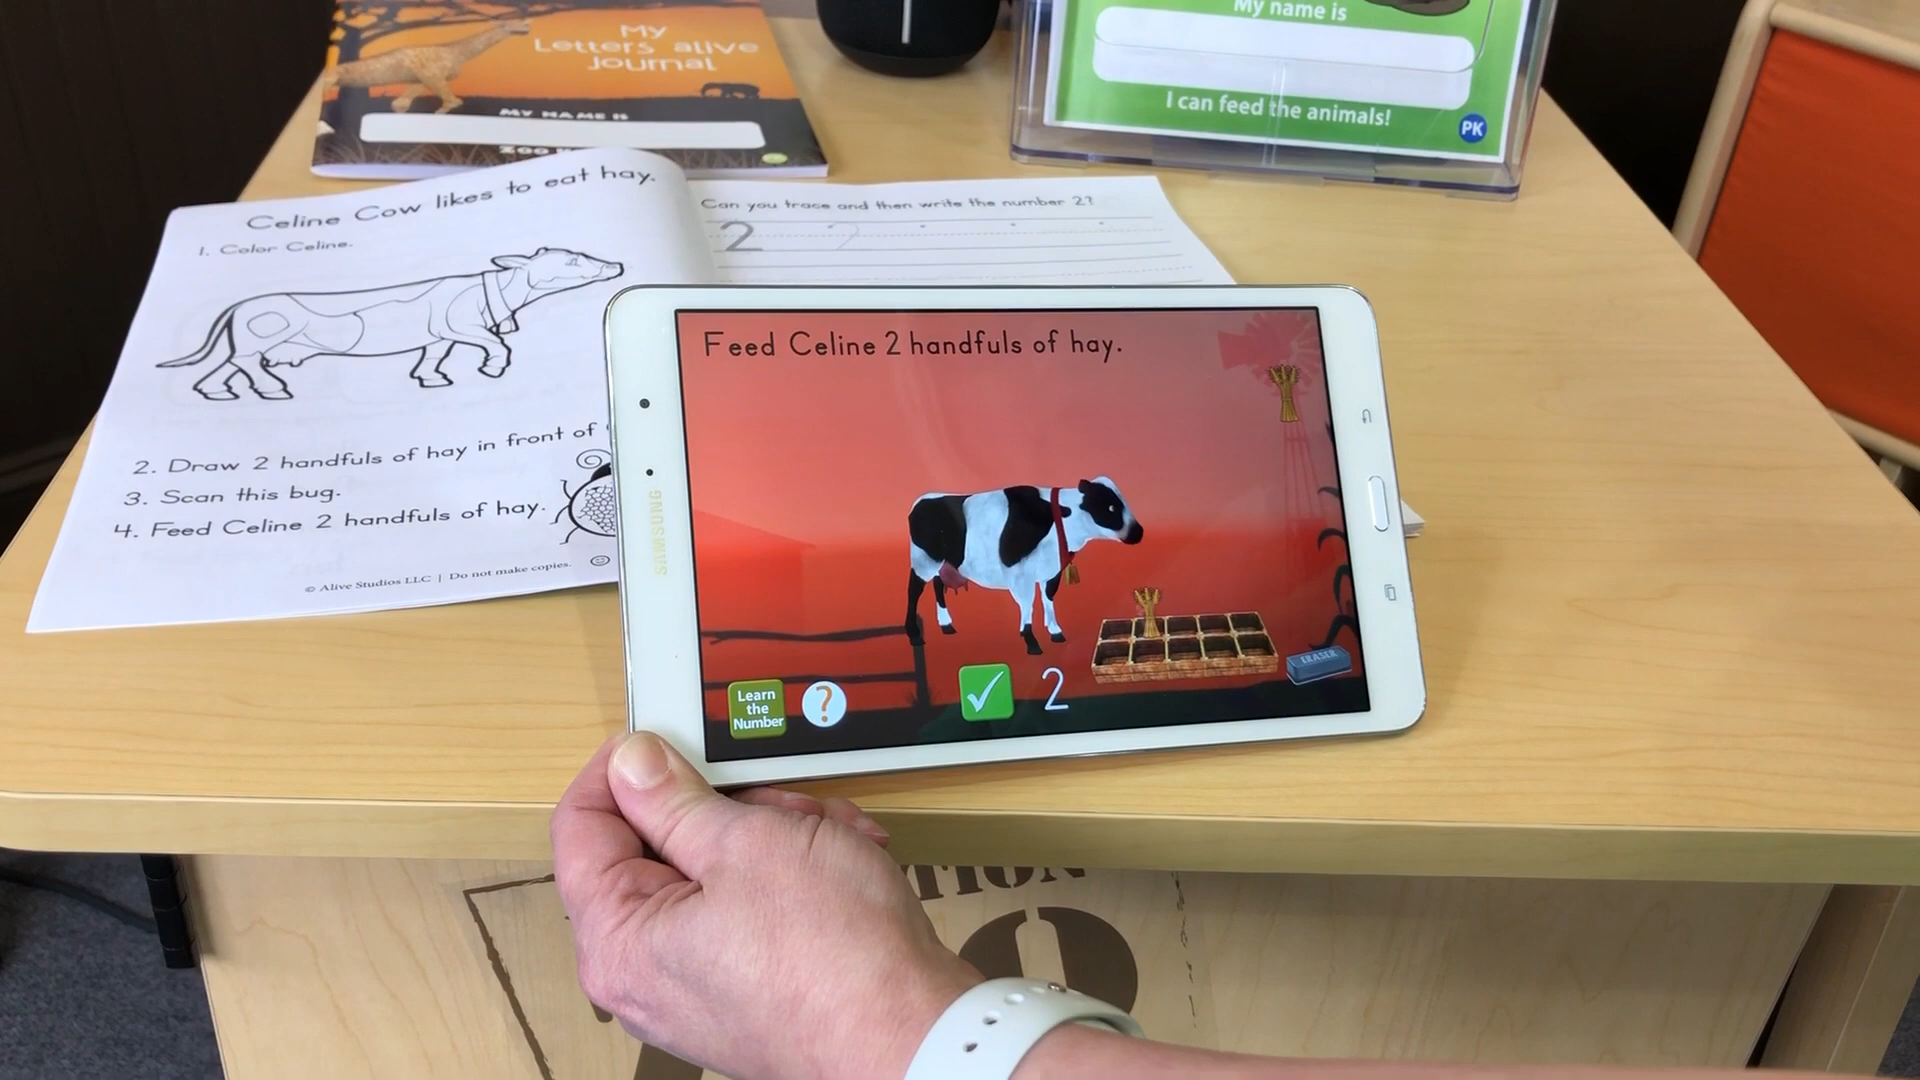 My
Letters alive
Journal
MY NAME IS
My name is
I can feed the animals!
PK
Celine Cow likes to eat hay.
1. Color Celine.
2. Draw 2 handfuls of hay in front of
3. Scan this bug.
4. Feed Celine 2 handfuls of hay.
© Alive Studios LLC | Do not make copies.
Can you trace and then write the number 2?
2 2
SAMSUNG
Feed Celine 2 handfuls of hay.
Learn
the
Number
?
2
ERASER